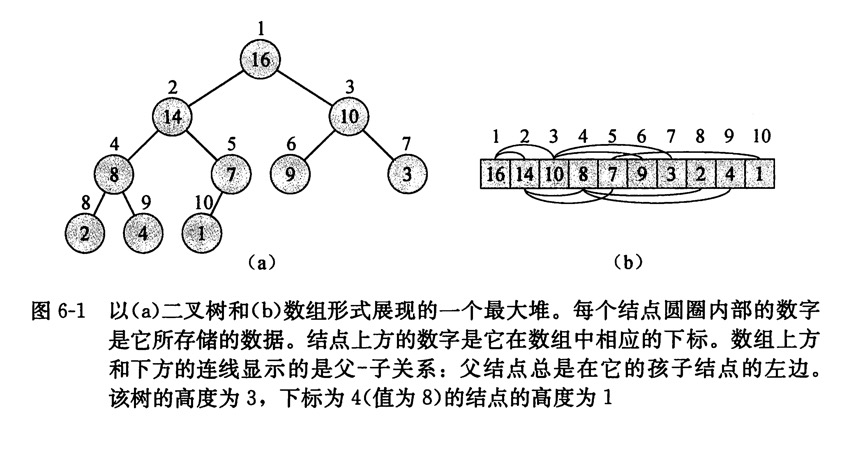 1
16
2 3
14 10
4 5 6 7
8 7 9 3
8 9 10
2 4 1
(a)
1 2 3 4 5 6 7 8 9 10
16 14 10 8 7 9 3 2 4 1
(b)
图 6-1 以(a)二叉树和(b)数组形式展现的一个最大堆。每个结点圆圈内部的数字
是它所存储的数据。结点上方的数字是它在数组中相应的下标。数组上方
和下方的连线显示的是父-子关系：父结点总是在它的孩子结点的左边。
该树的高度为 3，下标为 4(值为 8)的结点的高度为 1